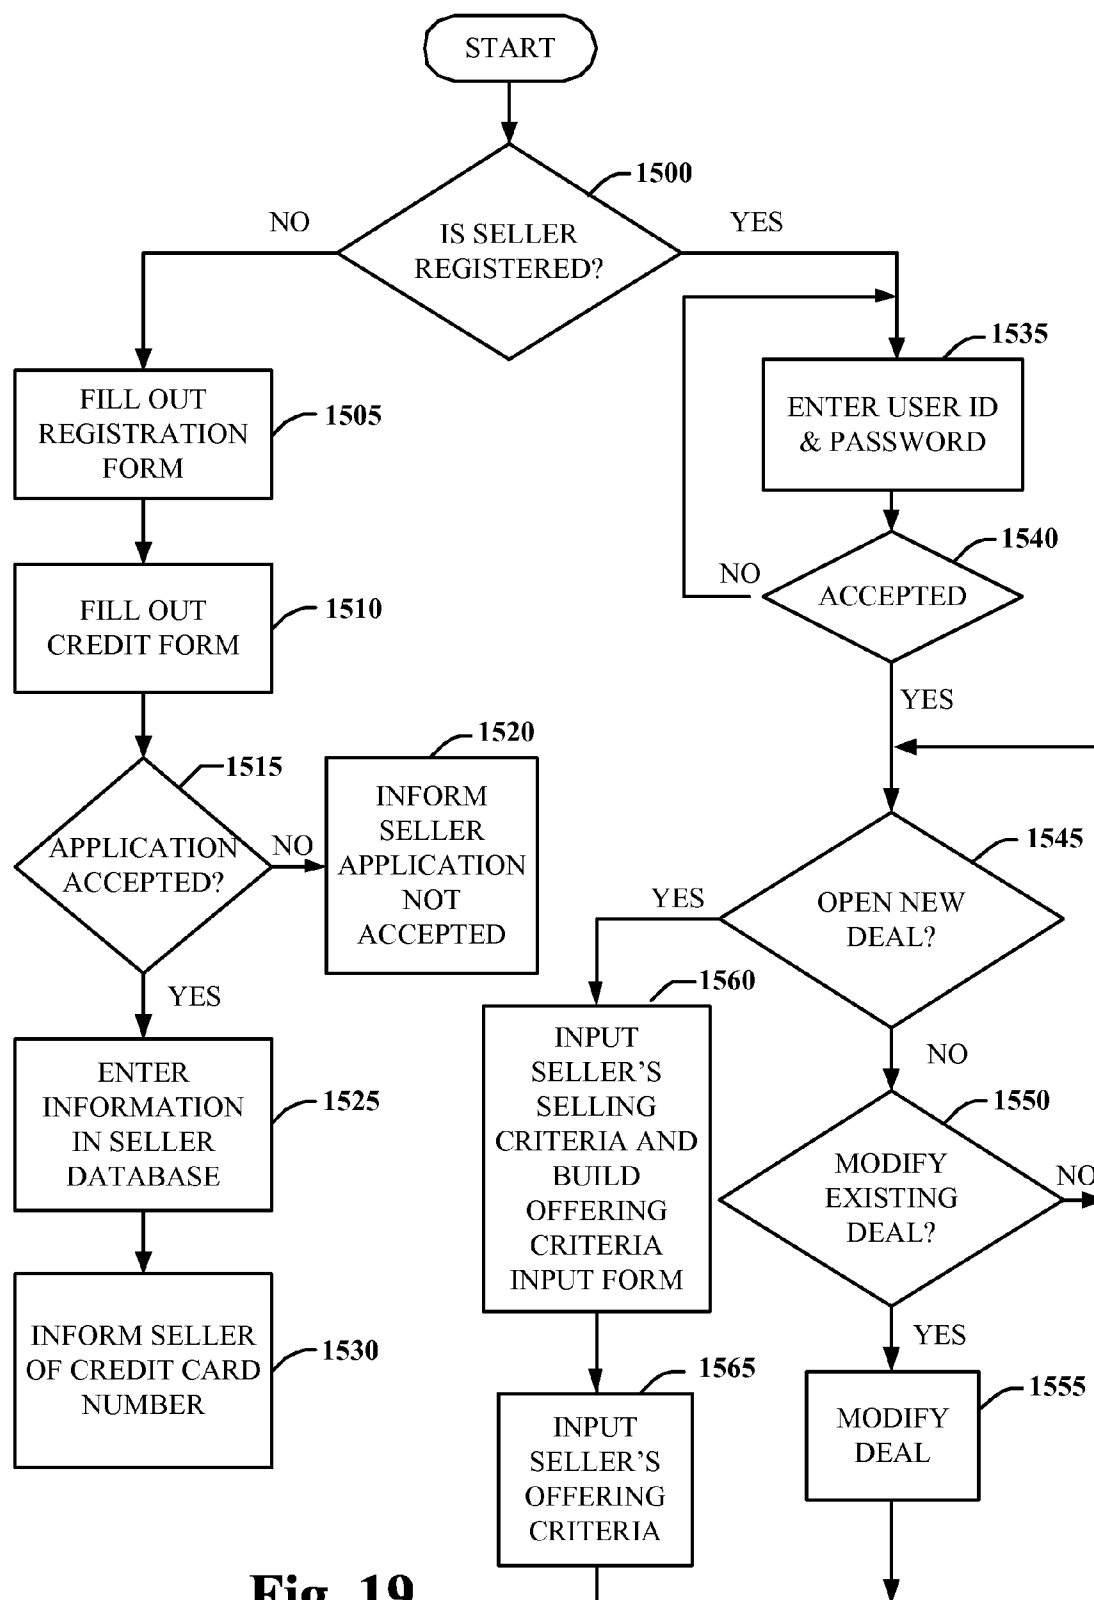 START
1500
NO
YES
IS SELLER
REGISTERED?
1535
FILL OUT
REGISTRATION
FORM
1505
ENTER USER ID
& PASSWORD
1540
NO
ACCEPTED
FILL OUT
CREDIT FORM
1510
YES
1520
1515
INFORM
SELLER
APPLICATION
NOT
ACCEPTED
APPLICATION
ACCEPTED?
NO
1545
YES
OPEN NEW
DEAL?
YES
1560
NO
ENTER
INFORMATION
IN SELLER
DATABASE
1525
INPUT
SELLER’S
SELLING
CRITERIA AND
BUILD
OFFERING
CRITERIA
INPUT FORM
1550
MODIFY
EXISTING
DEAL?
NO
YES
INFORM SELLER
OF CREDIT CARD
NUMBER
1530
1565
1555
INPUT
SELLER’S
OFFERING
CRITERIA
MODIFY
DEAL
Fig. 19